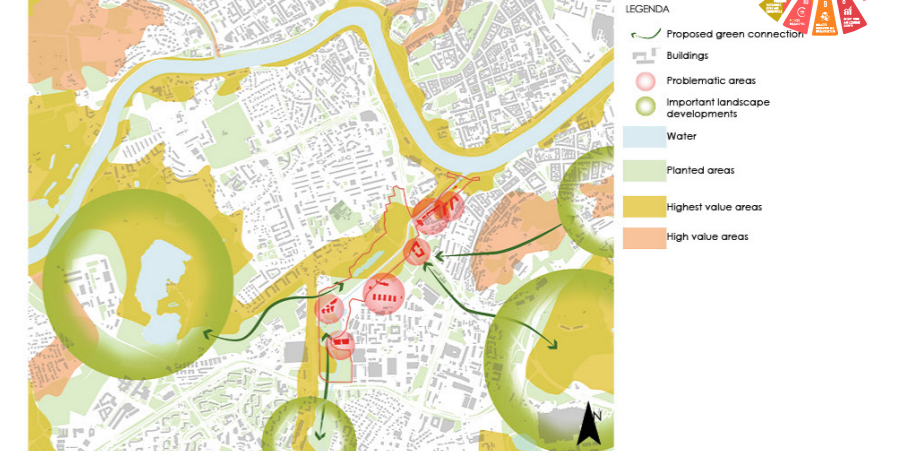 LEGENDA
Proposed green connection
Buildings
Problematic areas
Important landscape
developments
Water
Planted areas
Highest value areas
High value areas
N